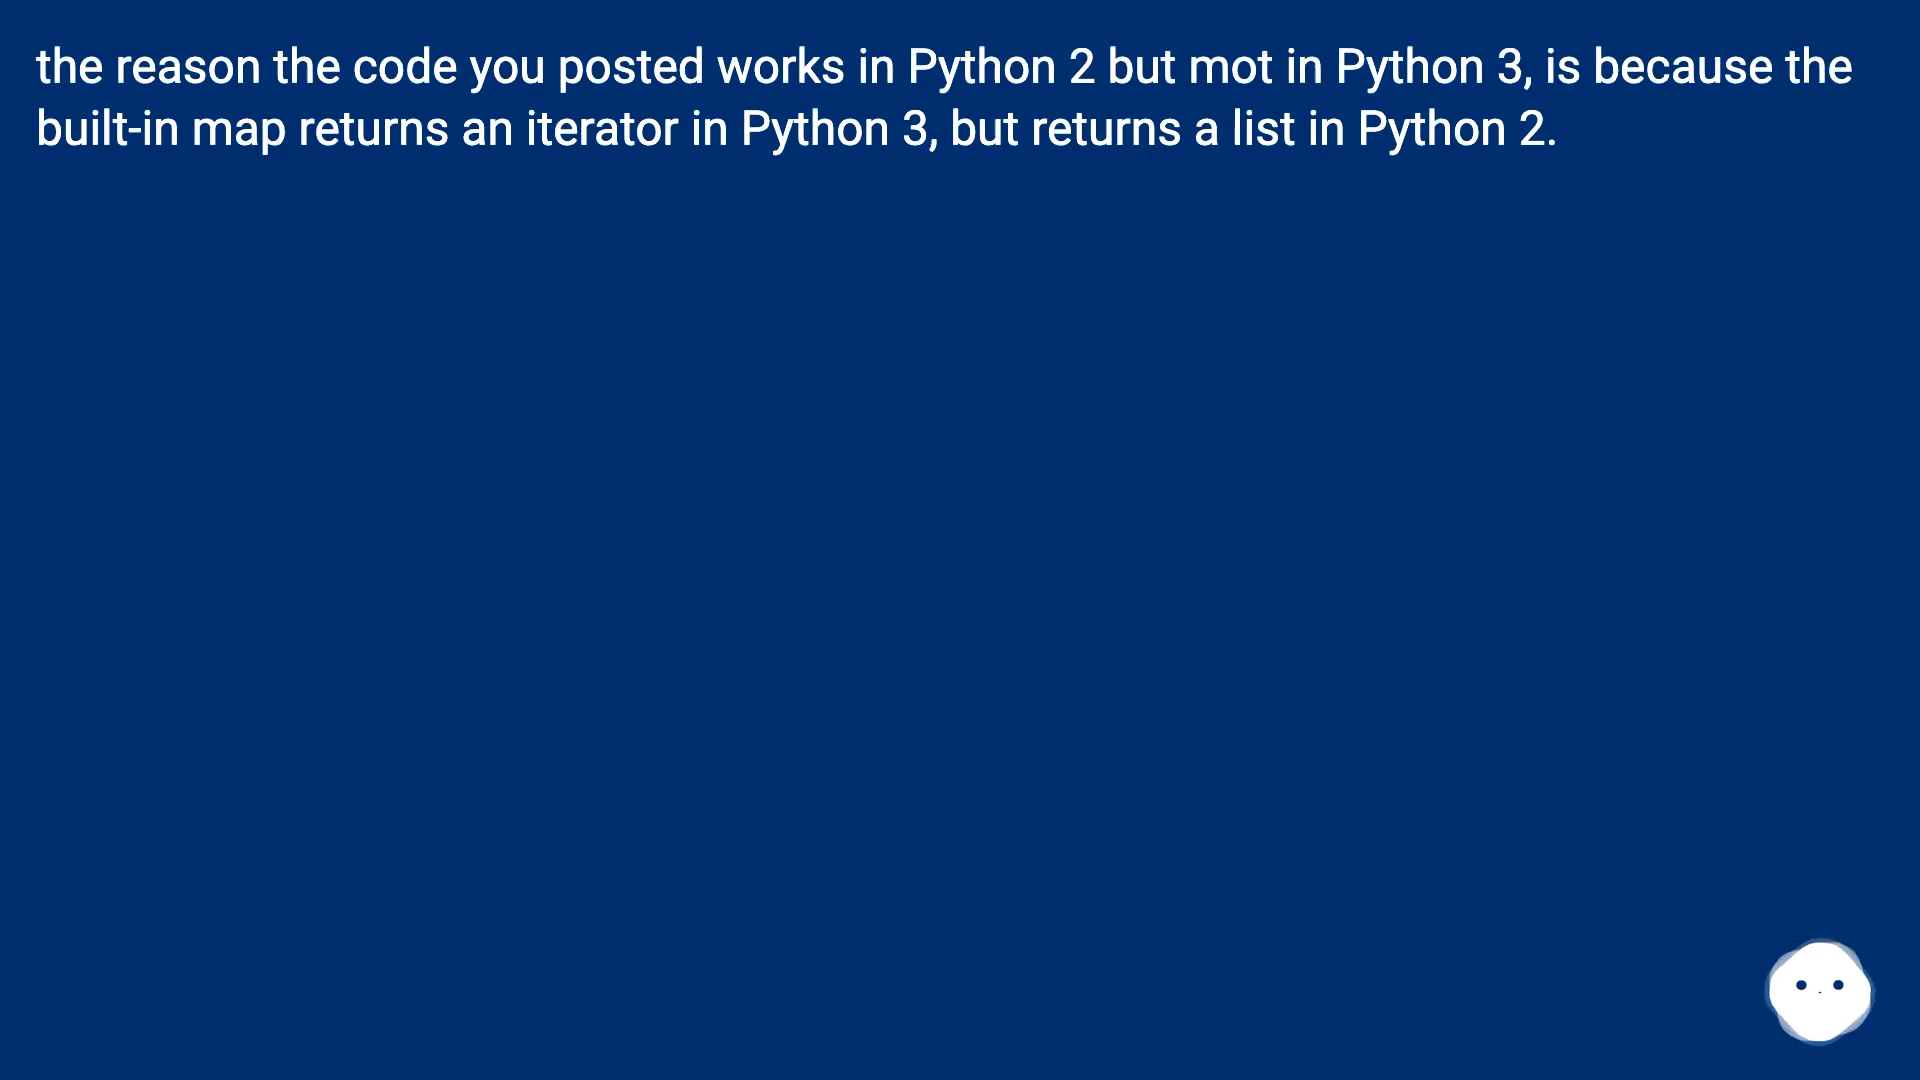 the reason the code you posted works in Python 2 but mot in Python 3, is because the
built-in map returns an iterator in Python 3, but returns a list in Python 2.